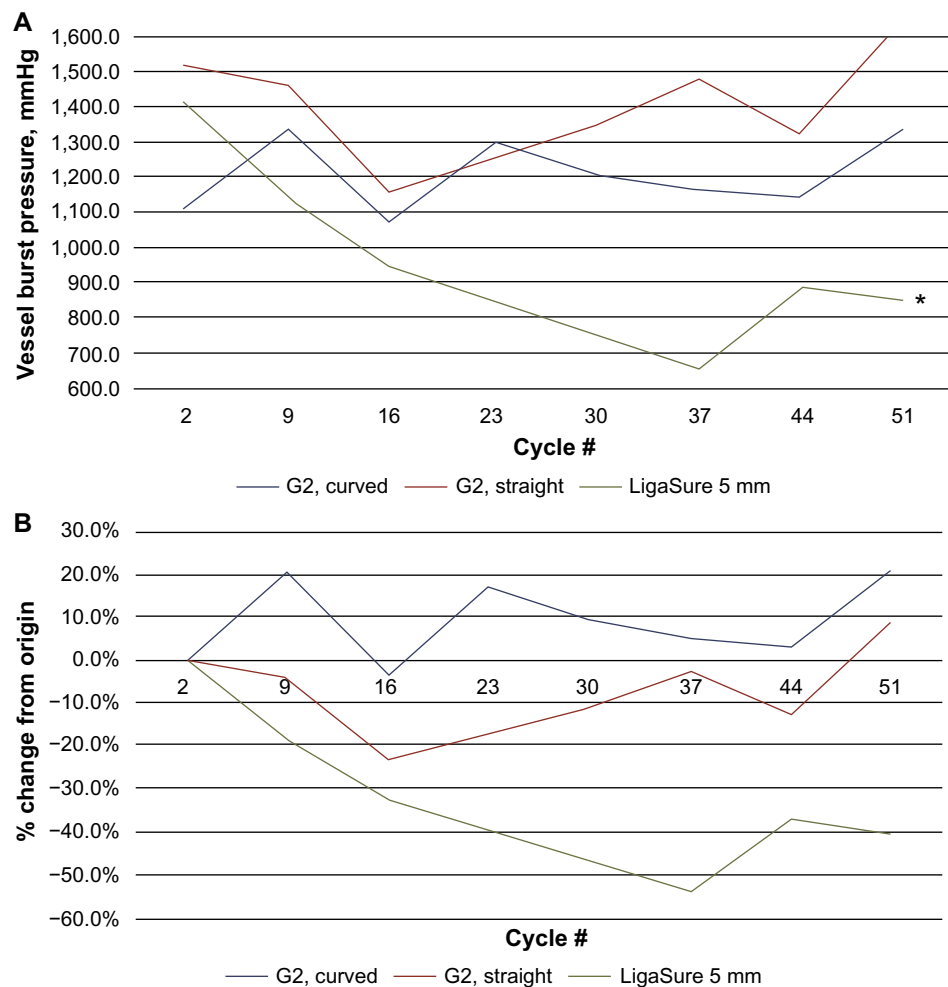 A
Vessel burst pressure, mmHg
1,600.0
1,500.0
1,400.0
1,300.0
1,200.0
1,100.0
1,000.0
900.0
800.0
700.0
600.0
*
2 9 16 23 30 37 44 51
Cycle #
G2, curved G2, straight LigaSure 5 mm
B
% change from origin
30.0%
20.0%
10.0%
0.0%
−10.0%
−20.0%
−30.0%
−40.0%
−50.0%
−60.0%
2 9 16 23 30 37 44 51
Cycle #
G2, curved G2, straight LigaSure 5 mm